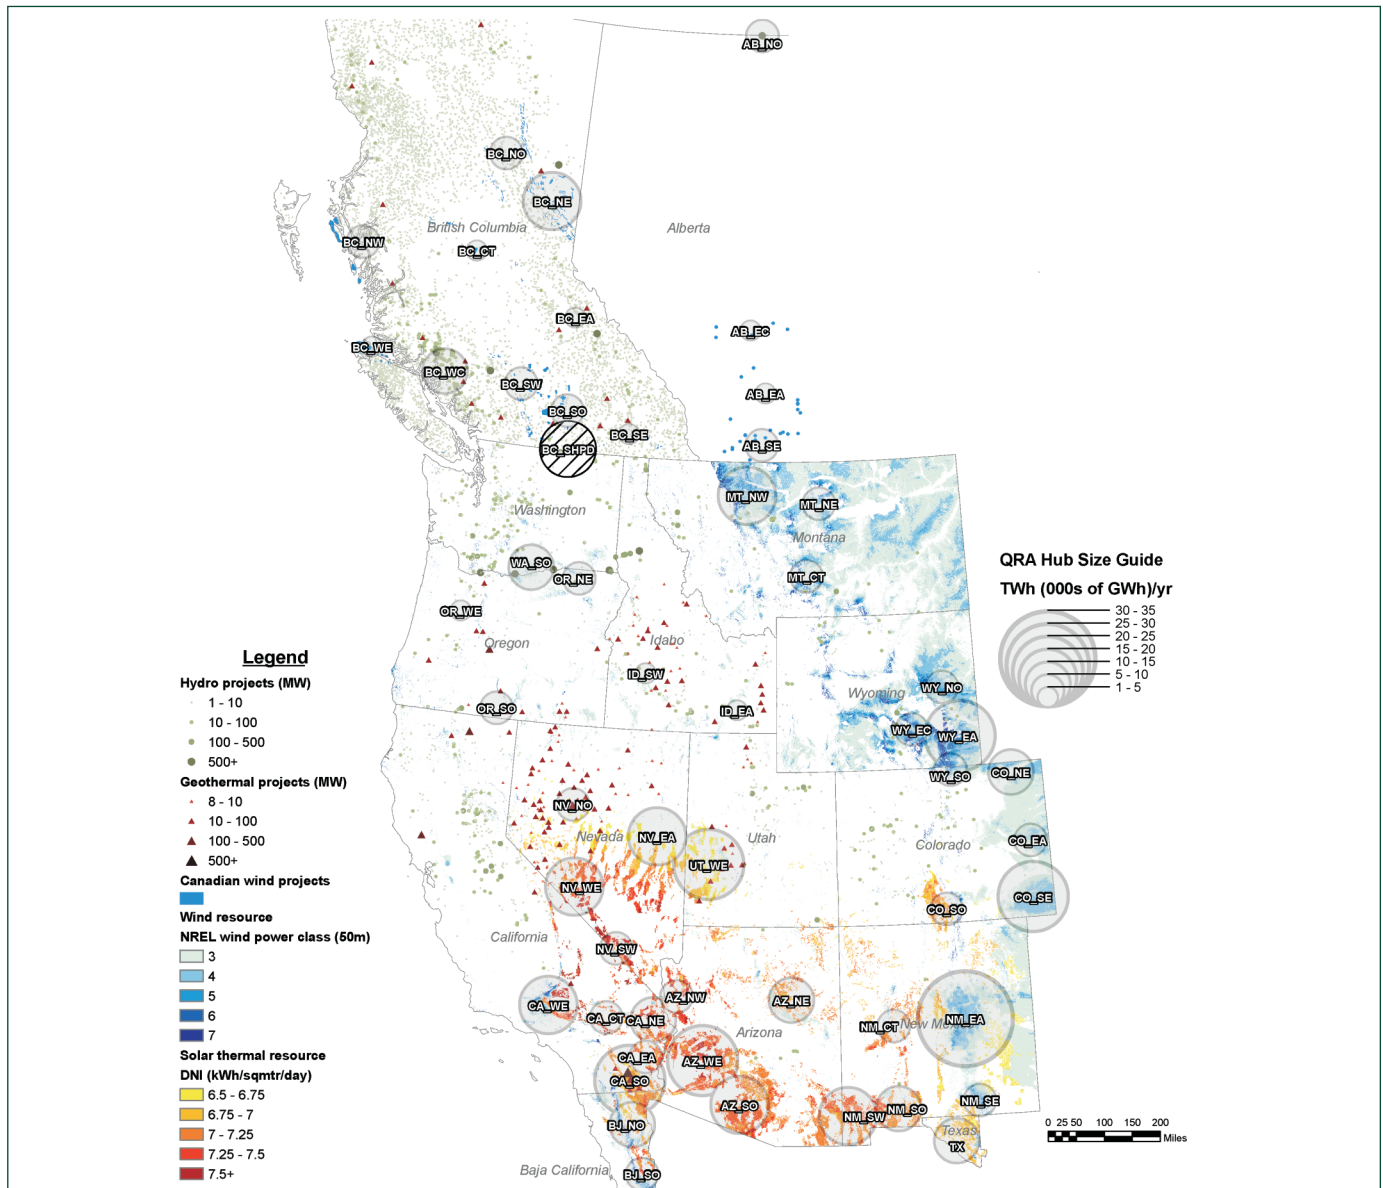 AB_NO
BC_NO
BC_NE
British Columbia
Alberta
BC_NW
BC_CT
BC_EA
AB_EC
BC_WE
BC_WC
BC_SW
AB_EA
BC_SO
BC_SE
AB_SE
BC_SHPD
MT_NW
MT_NE
Washington
Montana
WA_SO
OR_NE
MT_CT
OR_WE
Oregon
Idaho
ID_SW
WY_NO
Wyoming
OR_SO
ID_EA
WY_EC
WY_EA
WY_SO
CO_NE
NV_NO
Nevada
NV_EA
Utah
Colorado
CO_EA
UT_WE
NV_WE
CO_SE
CO_SO
California
NV_SW
CA_WE
AZ_NW
AZ_NE
CA_CT
CA_NE
Arizona
NM_CT
New Mexico
NM_EA
CA_EA
AZ_WE
CA_SO
AZ_SO
NM_SW
NM_SO
NM_SE
BJ_NO
Texas
TX
Baja California
BJ_SO
QRA Hub Size Guide
TWh (000s of GWh)/yr
30 - 35
25 - 30
20 - 25
15 - 20
10 - 15
5 - 10
1 - 5
Legend
Hydro projects (MW)
1 - 10
10 - 100
100 - 500
500+
Geothermal projects (MW)
8 - 10
10 - 100
100 - 500
500+
Canadian wind projects
Wind resource
NREL wind power class (50m)
3
4
5
6
7
Solar thermal resource
DNI (kWh/sqmtr/day)
6.5 - 6.75
6.75 - 7
7 - 7.25
7.25 - 7.5
7.5+
0 25 50 100 150 200
Miles